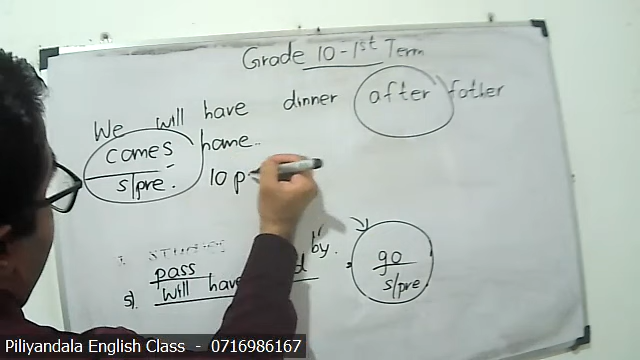 Grade 10 - 1st Term
We will have dinner after father
comes home..
s/pre. 10 p
by.
pass
go
5). will have
s/pre
Piliyandala English Class - 0716986167